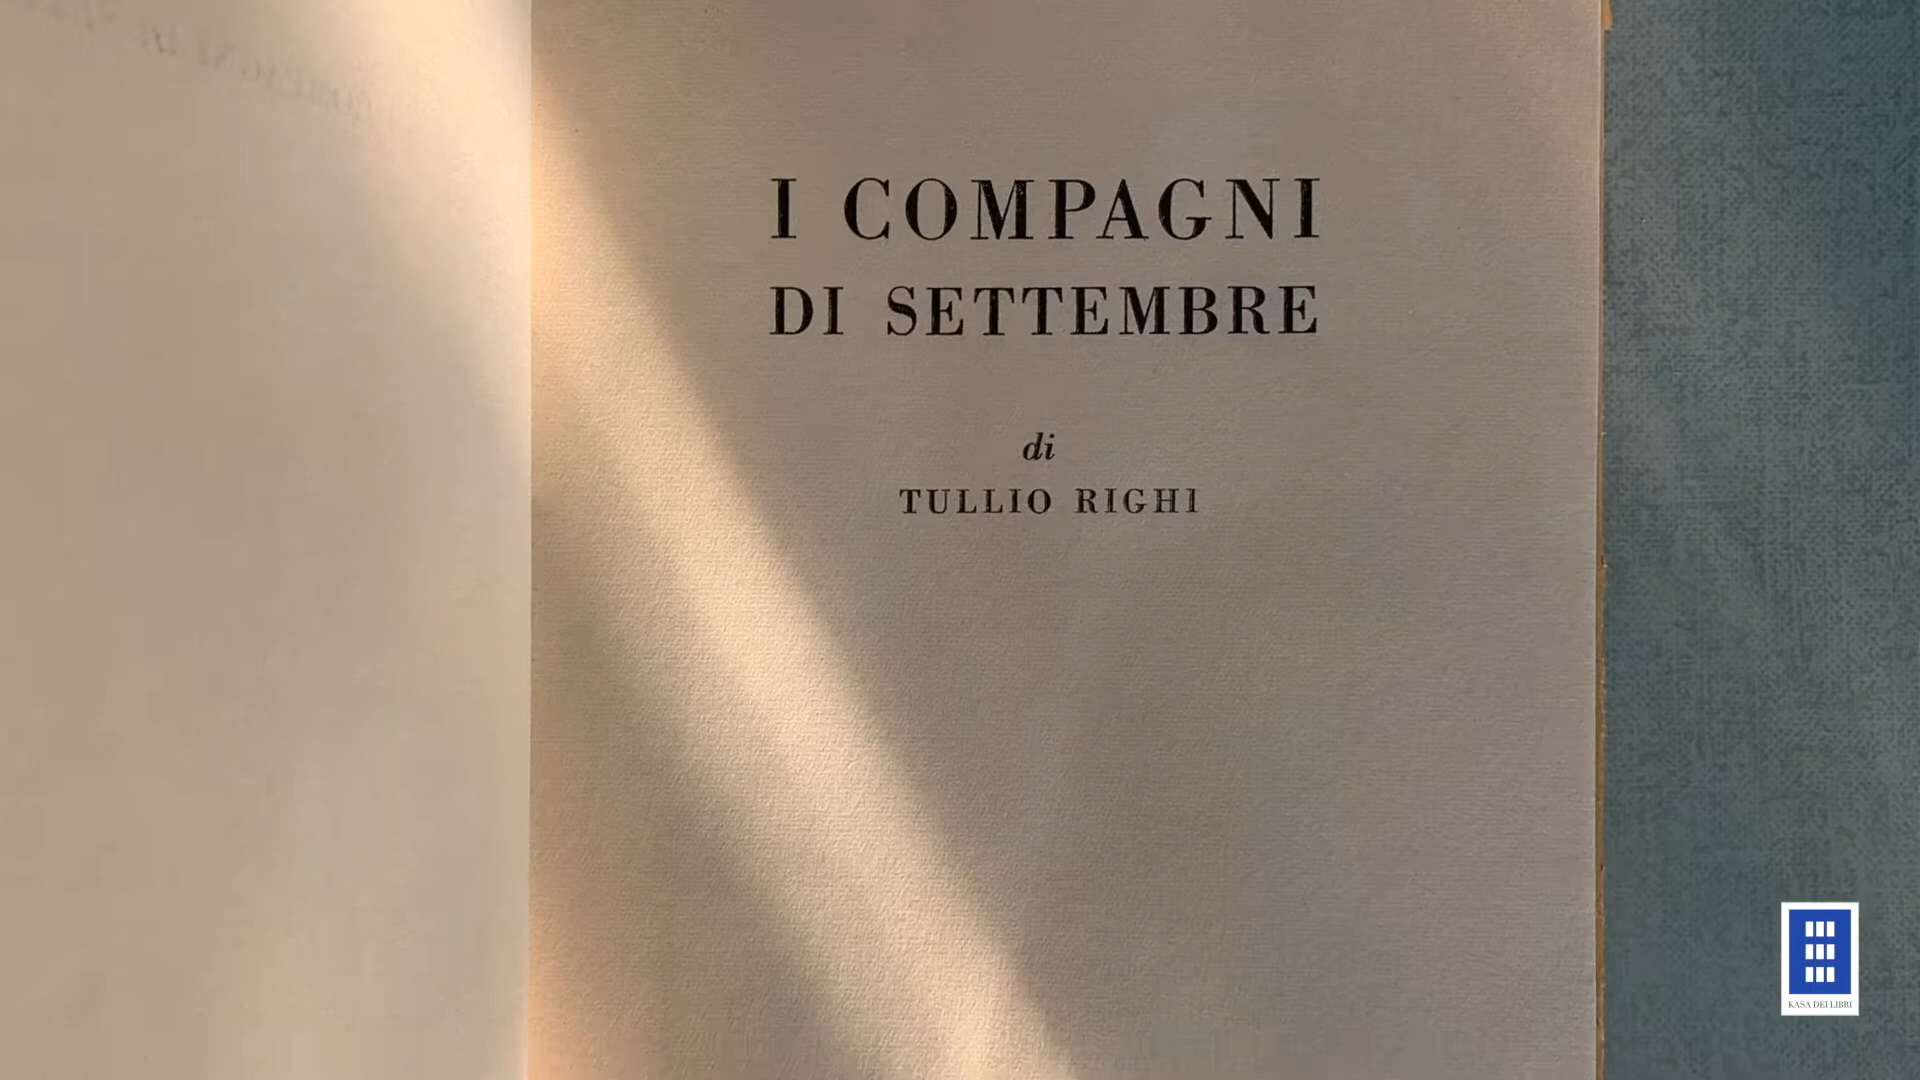 I COMPAGNI
DI SETTEMBRE
di
TULLIO RIGHI
KASA DEI LIBRI